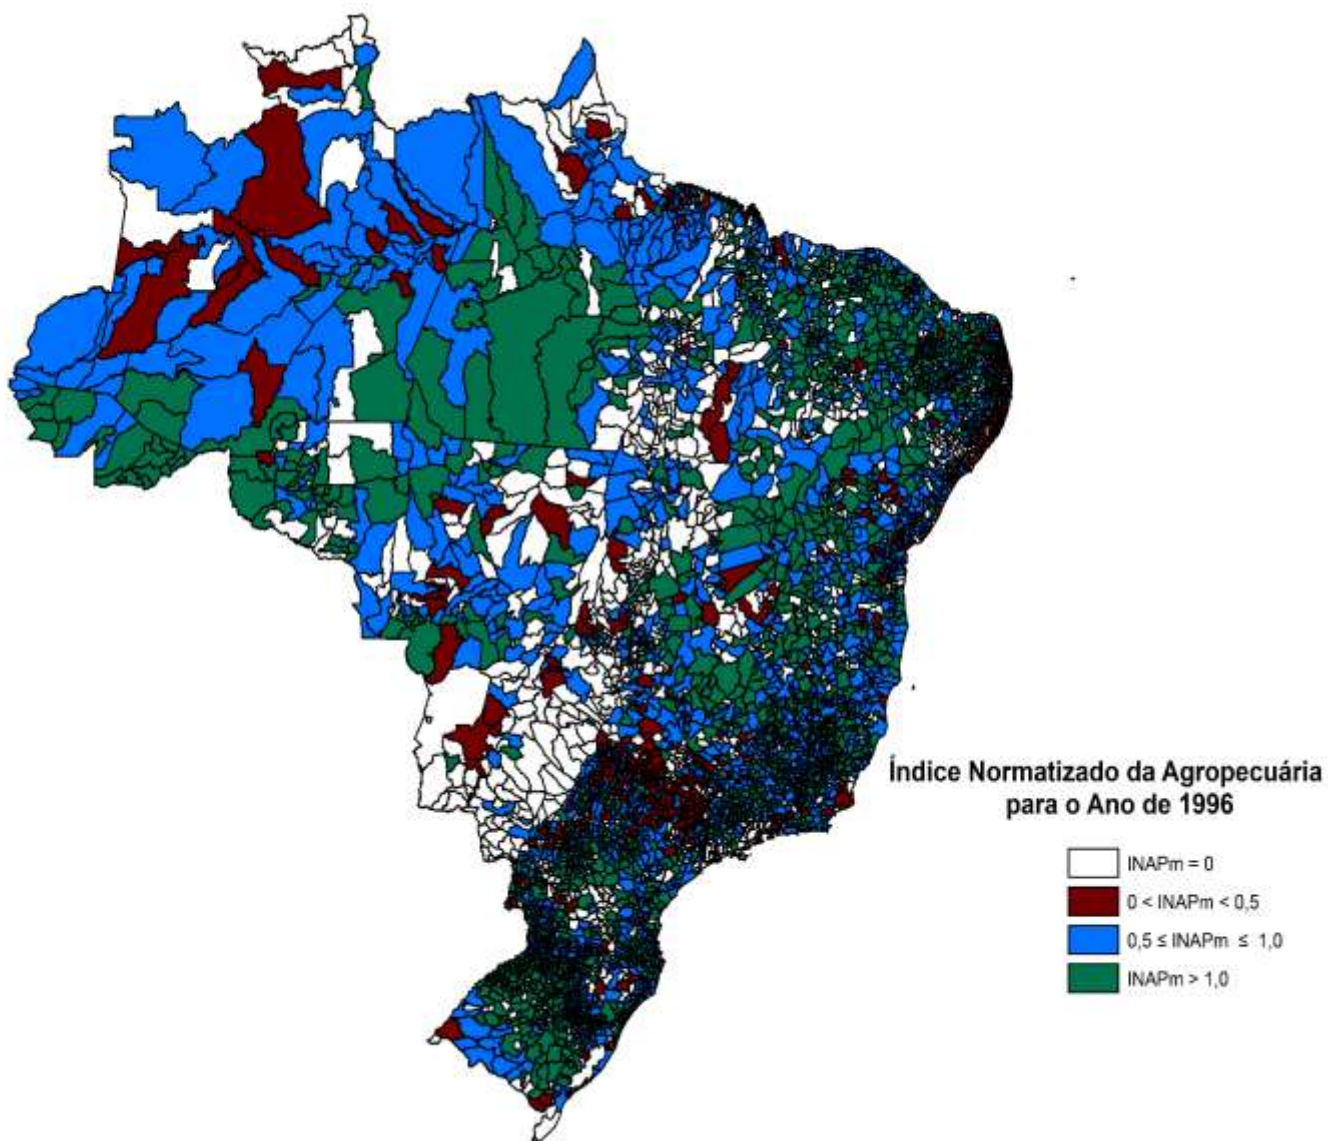 Índice Normatizado da Agropecuária
para o Ano de 1996
INAPm = 0
0 < INAPm < 0,5
0,5 ≤ INAPm ≤ 1,0
INAPm > 1,0